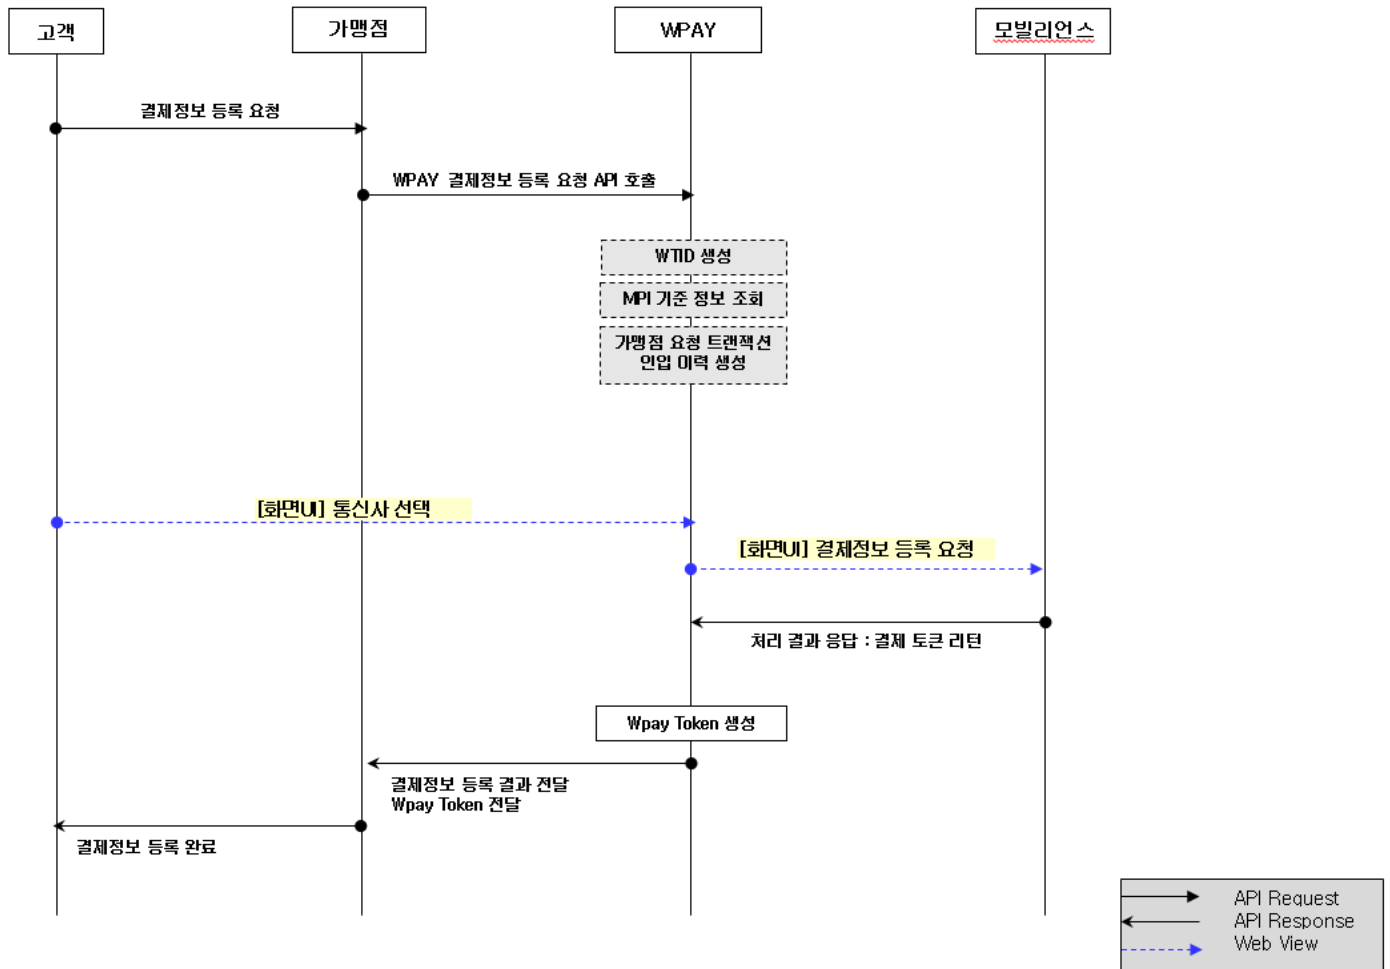 고객
가맹점
WPAY
모빌리언스
결제정보 등록 요청
WPAY 결제정보 등록 요청 API 호출
WTID 생성
MPI 기준 정보 조회
가맹점 요청 트랜잭션
인입 이력 생성
[화면UI] 통신사 선택
[화면UI] 결제정보 등록 요청
처리 결과 응답 : 결제 토큰 리턴
Wpay Token 생성
결제정보 등록 결과 전달
Wpay Token 전달
결제정보 등록 완료
API Request
API Response
Web View